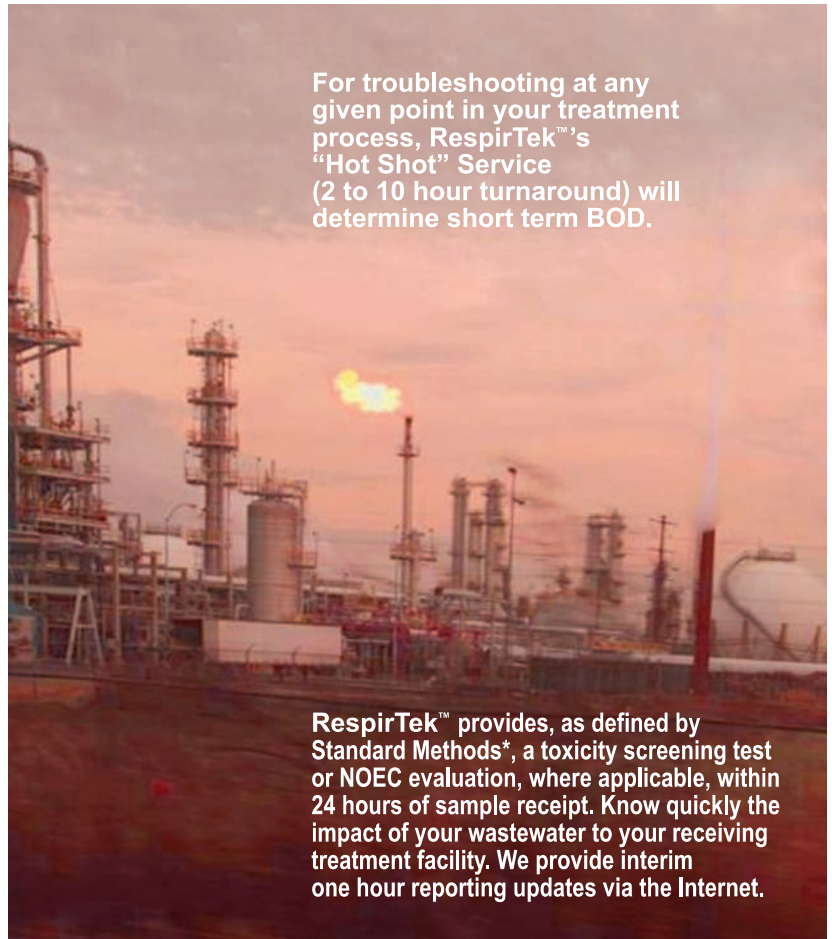 For troubleshooting at any
given point in your treatment
process, RespirTek™'s
“Hot Shot” Service
(2 to 10 hour turnaround) will
determine short term BOD.
RespirTek™ provides, as defined by
Standard Methods*, a toxicity screening test
or NOEC evaluation, where applicable, within
24 hours of sample receipt. Know quickly the
impact of your wastewater to your receiving
treatment facility. We provide interim
one hour reporting updates via the Internet.